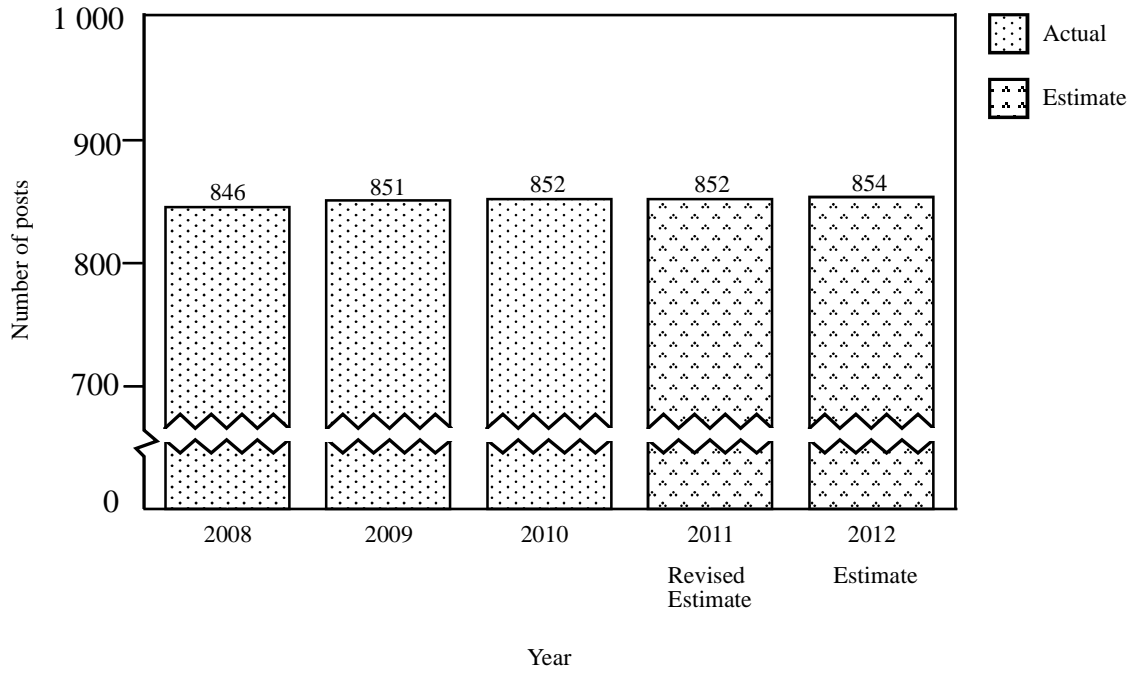 1 000
Actual
Estimate
900
846
851
852
852
854
800
Number of posts
700
0
2008
2009
2010
2011
2012
Revised
Estimate
Estimate
Year